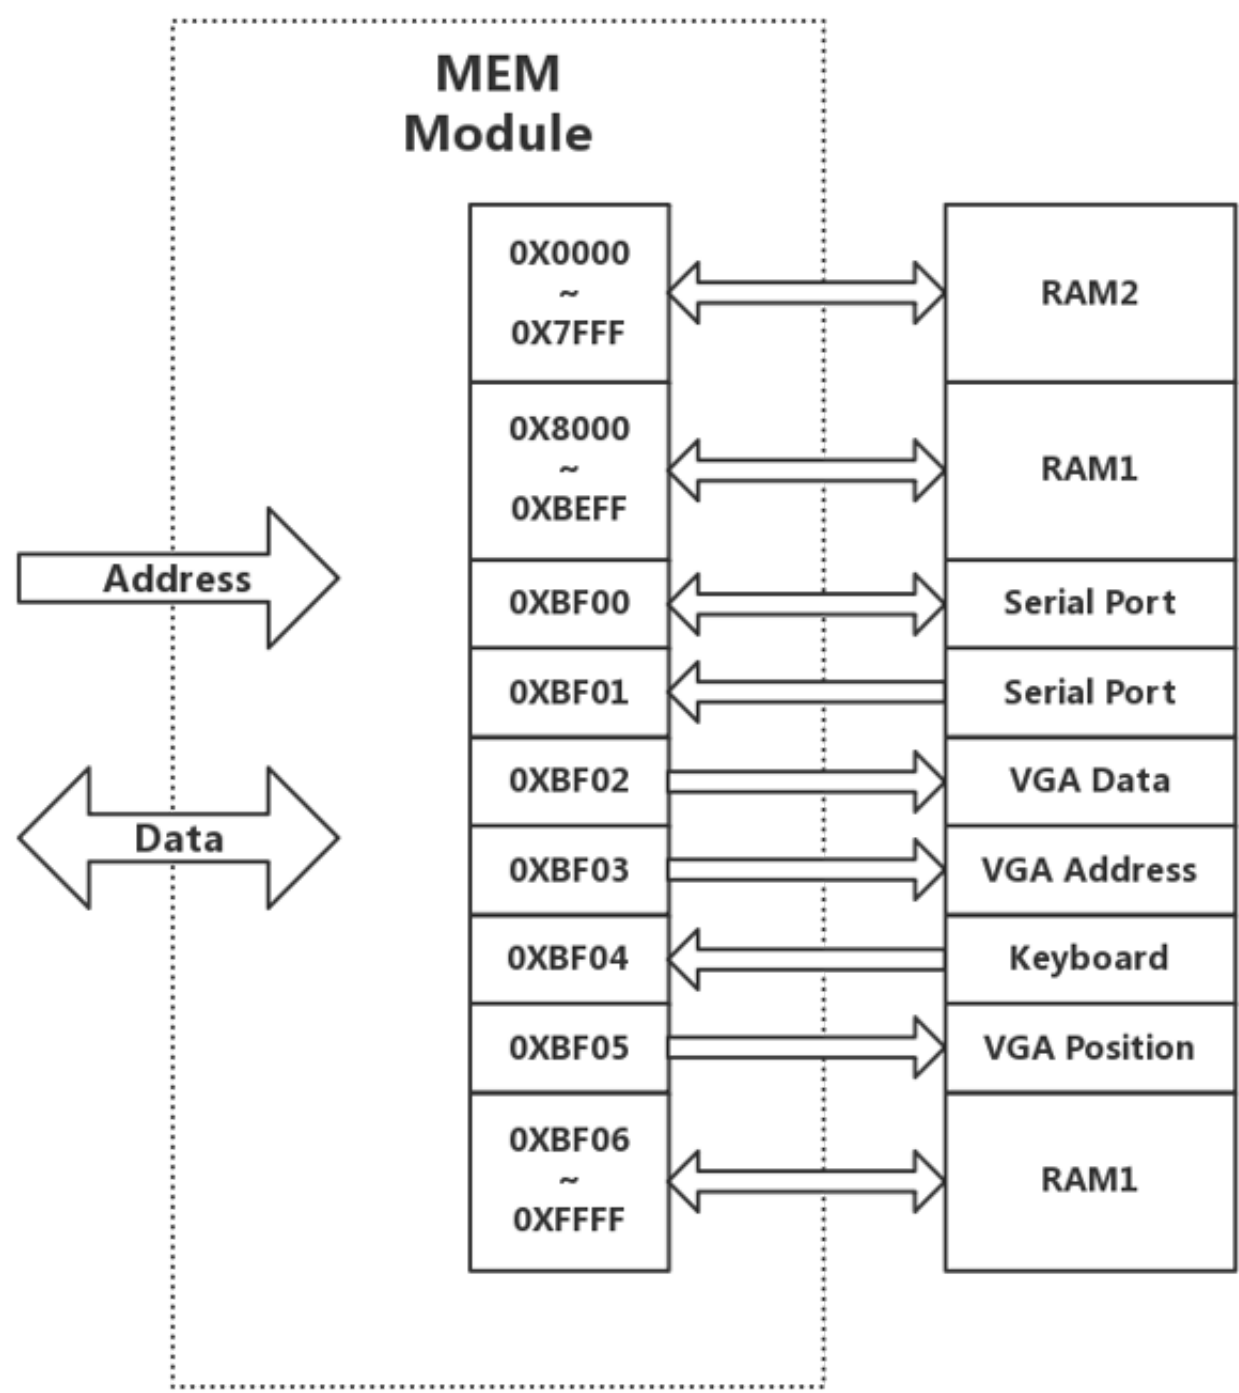 MEM
Module
0X0000
~
0X7FFF
RAM2
0X8000
~
0XBEFF
RAM1
Address
0XBF00
Serial Port
0XBF01
Serial Port
0XBF02
VGA Data
Data
0XBF03
VGA Address
0XBF04
Keyboard
0XBF05
VGA Position
0XBF06
~
0XFFFF
RAM1